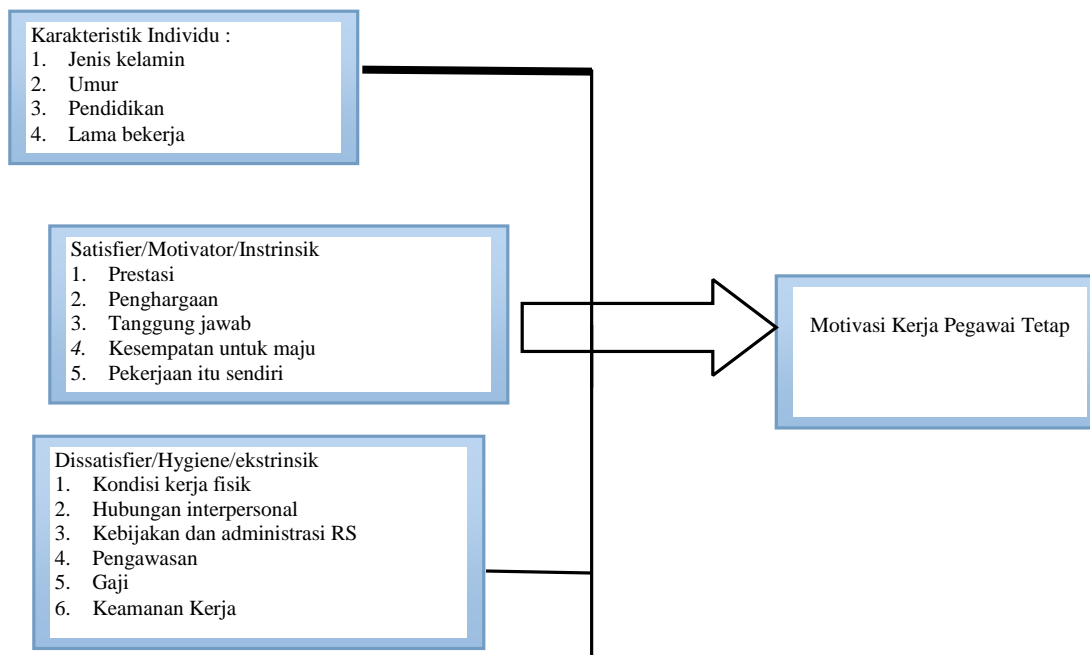 Karakteristik Individu :
1. Jenis kelamin
2. Umur
3. Pendidikan
4. Lama bekerja
Satisfier/Motivator/Instrinsik
1. Prestasi
2. Penghargaan
3. Tanggung jawab
4. Kesempatan untuk maju
5. Pekerjaan itu sendiri
Motivasi Kerja Pegawai Tetap
Dissatisfier/Hygiene/ekstrinsik
1. Kondisi kerja fisik
2. Hubungan interpersonal
3. Kebijakan dan administrasi RS
4. Pengawasan
5. Gaji
6. Keamanan Kerja